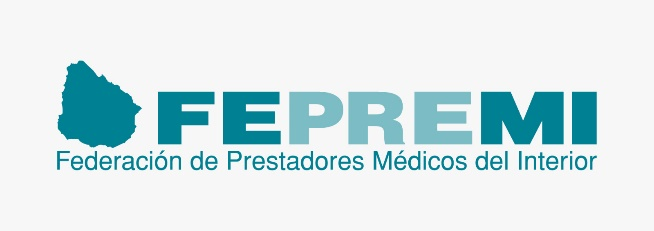 FEPREMI
Federación de Prestadores Médicos del Interior